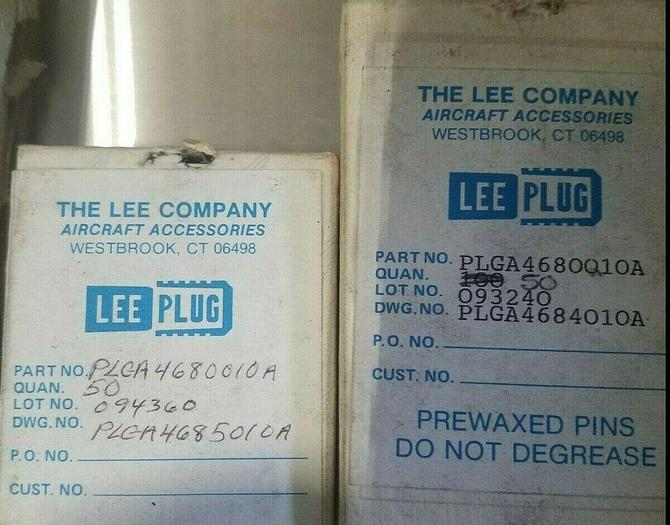 THE LEE COMPANY
AIRCRAFT ACCESSORIES
WESTBROOK, CT 06498
LEE PLUG
PART NO. PLGA4680010A
QUAN. 50
LOT NO. 094360
DWG.NO. PLGA4685010A
P.O. NO.
CUST. NO.
THE LEE COMPANY
AIRCRAFT ACCESSORIES
WESTBROOK, CT 06498
LEE PLUG
PART NO. PLGA4680010A
QUAN. 100 50
LOT NO. 093240
DWG.NO. PLGA4684010A
P.O. NO.
CUST. NO.
PREWAXED PINS
DO NOT DEGREASE